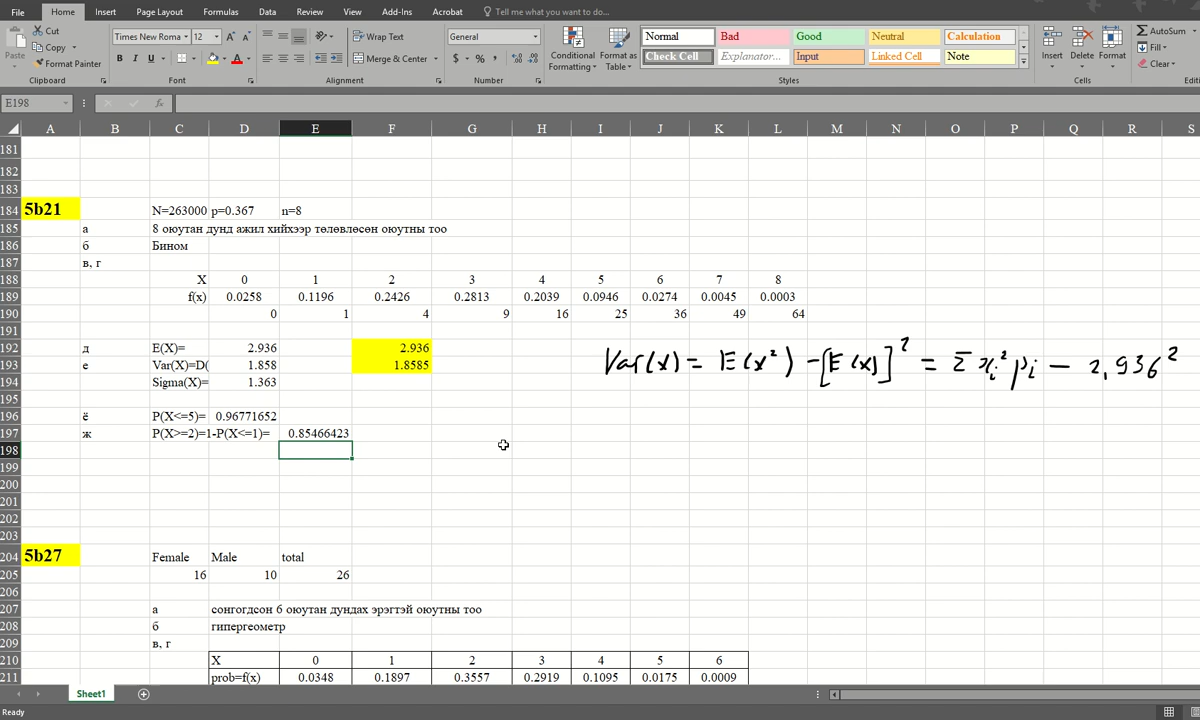 File Home Insert Page Layout Formulas Data Review View Add-Ins Acrobat Tell me what you want to do...
Cut
Copy
Format Painter
Paste
Times New Roma 12
B I U
Wrap Text
Merge & Center
General
$ % ,
Conditional Formatting
Format as Table
Normal Bad Good Neutral Calculation
Check Cell Explanator... Input Linked Cell Note
Insert Delete Format
AutoSum
Fill
Clear
Clipboard Font Alignment Number Styles Cells Editi
E198 fx
A B C D E F G H I J K L M N O P Q R S
181
182
183
184 5b21 N=263000 p=0.367 n=8
185 а 8 оюутан дунд ажил хийхээр төлөвлөсөн оюутны тоо
186 б Бином
187 в, г
188 X 0 1 2 3 4 5 6 7 8
189 f(x) 0.0258 0.1196 0.2426 0.2813 0.2039 0.0946 0.0274 0.0045 0.0003
190 0 1 4 9 16 25 36 49 64
191
192 д E(X)= 2.936 2.936
193 е Var(X)=D( 1.858 1.8585
Var(x) = E(x²) - [E(x)]² = Σ xᵢ² pᵢ - 2,936²
194 Sigma(X)= 1.363
195
196 ё P(X<=5)= 0.96771652
197 ж P(X>=2)=1-P(X<=1)= 0.85466423
198
199
200
201
202
203
204 5b27 Female Male total
205 16 10 26
206
207 а сонгогдсон 6 оюутан дундах эрэгтэй оюутны тоо
208 б гипергеометр
209 в, г
210 X 0 1 2 3 4 5 6
211 prob=f(x) 0.0348 0.1897 0.3557 0.2919 0.1095 0.0175 0.0009
Sheet1
Ready